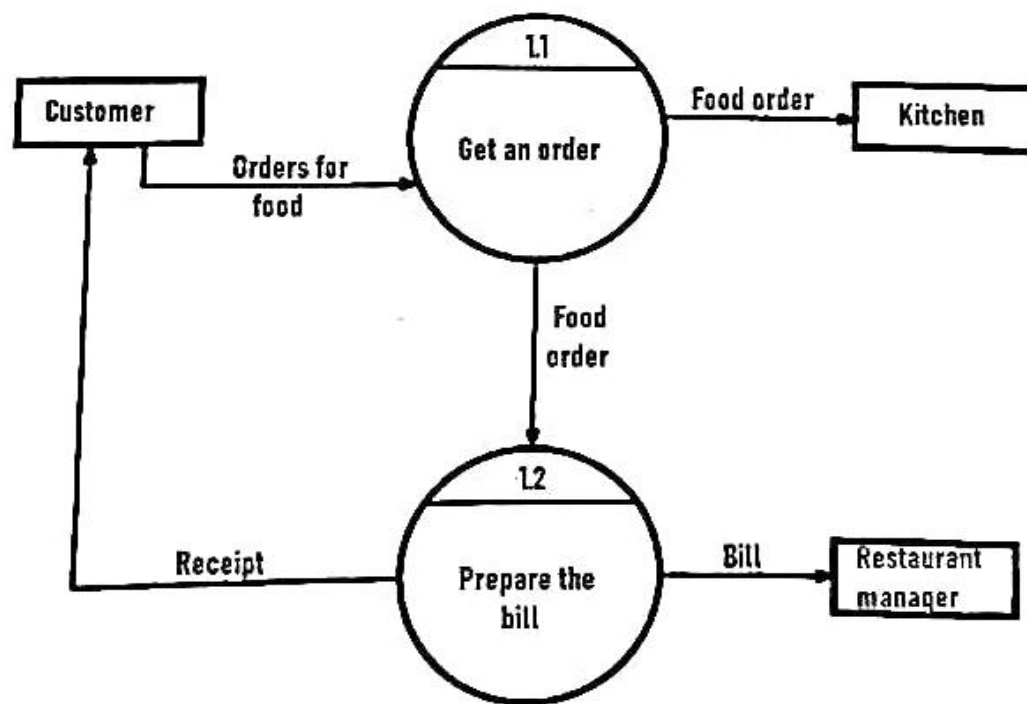 1.1
Customer
Food order
Kitchen
Get an order
Orders for
food
Food
order
1.2
Receipt
Bill
Restaurant
manager
Prepare the
bill